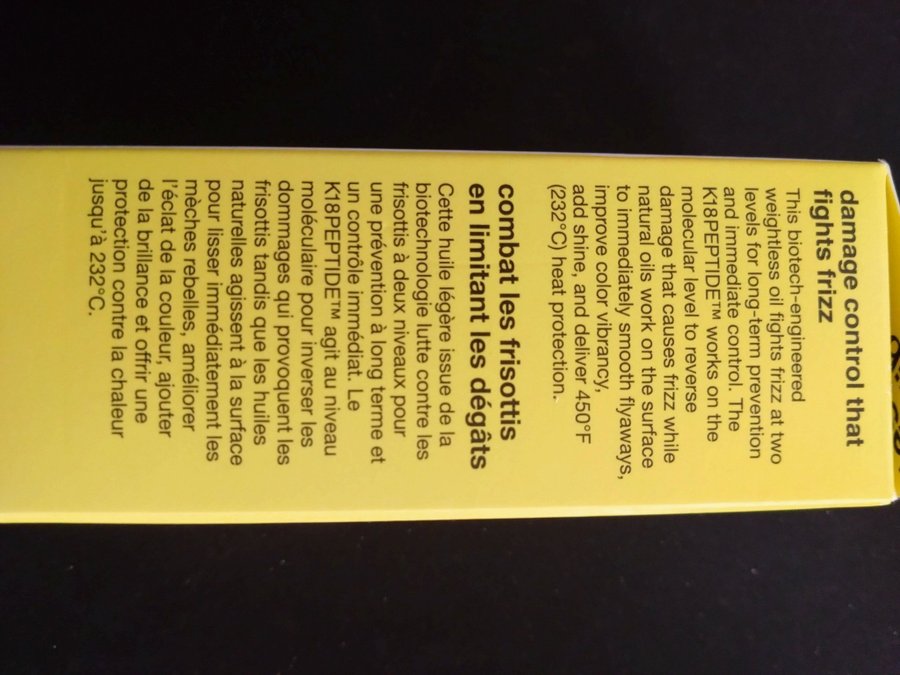 damage control that
fights frizz
This biotech-engineered
weightless oil fights frizz at two
levels for long-term prevention
and immediate control. The
K18PEPTIDE™ works on the
molecular level to reverse
damage that causes frizz while
natural oils work on the surface
to immediately smooth flyaways,
improve color vibrancy,
add shine, and deliver 450°F
(232°C) heat protection.
combat les frisottis
en limitant les dégâts
Cette huile légère issue de la
biotechnologie lutte contre les
frisottis à deux niveaux pour
une prévention à long terme et
un contrôle immédiat. Le
K18PEPTIDE™ agit au niveau
moléculaire pour inverser les
dommages qui provoquent les
frisottis tandis que les huiles
naturelles agissent à la surface
pour lisser immédiatement les
mèches rebelles, améliorer
l'éclat de la couleur, ajouter
de la brillance et offrir une
protection contre la chaleur
jusqu'à 232°C.